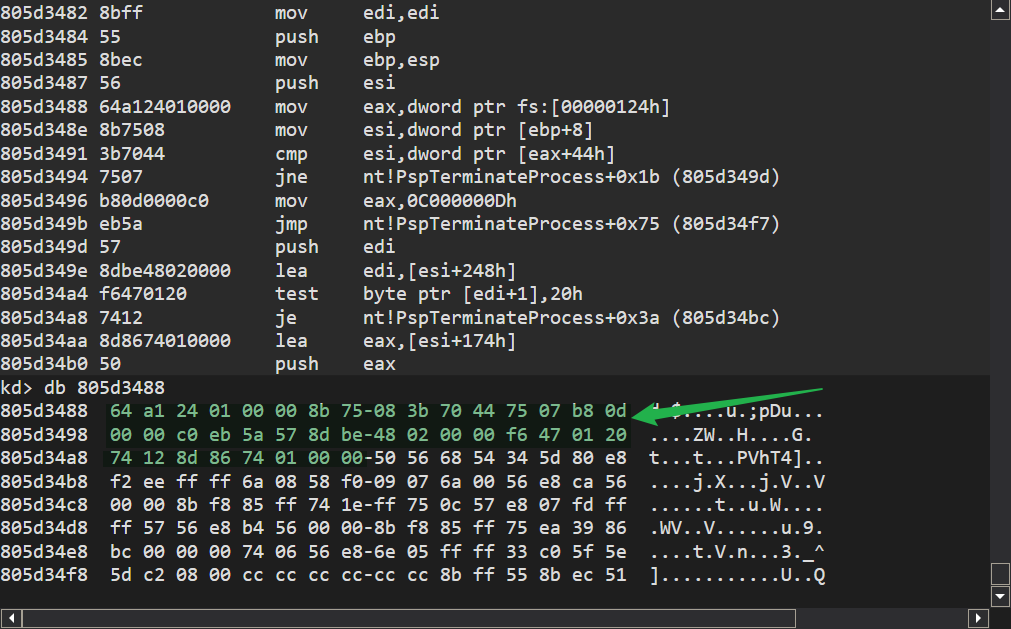 805d3482 8bff            mov     edi,edi
805d3484 55              push    ebp
805d3485 8bec            mov     ebp,esp
805d3487 56              push    esi
805d3488 64a124010000    mov     eax,dword ptr fs:[00000124h]
805d348e 8b7508          mov     esi,dword ptr [ebp+8]
805d3491 3b7044          cmp     esi,dword ptr [eax+44h]
805d3494 7507            jne     nt!PspTerminateProcess+0x1b (805d349d)
805d3496 b80d0000c0      mov     eax,0C000000Dh
805d349b eb5a            jmp     nt!PspTerminateProcess+0x75 (805d34f7)
805d349d 57              push    edi
805d349e 8dbe48020000    lea     edi,[esi+248h]
805d34a4 f6470120        test    byte ptr [edi+1],20h
805d34a8 7412            je      nt!PspTerminateProcess+0x3a (805d34bc)
805d34aa 8d8674010000    lea     eax,[esi+174h]
805d34b0 50              push    eax
kd> db 805d3488
805d3488  64 a1 24 01 00 00 8b 75-08 3b 70 44 75 07 b8 0d  d.$....u.;pDu...
805d3498  00 00 c0 eb 5a 57 8d be-48 02 00 00 f6 47 01 20  ....ZW..H....G.
805d34a8  74 12 8d 86 74 01 00 00-50 56 68 54 34 5d 80 e8  t...t...PVhT4]..
805d34b8  f2 ee ff ff 6a 08 58 f0-09 07 6a 00 56 e8 ca 56  ....j.X...j.V..V
805d34c8  00 00 8b f8 85 ff 74 1e-ff 75 0c 57 e8 07 fd ff  ......t..u.W....
805d34d8  ff 57 56 e8 b4 56 00 00-8b f8 85 ff 75 ea 39 86  .WV..V......u.9.
805d34e8  bc 00 00 00 74 06 56 e8-6e 05 ff ff 33 c0 5f 5e  ....t.V.n...3._^
805d34f8  5d c2 08 00 cc cc cc cc-cc cc 8b ff 55 8b ec 51  ]...........U..Q